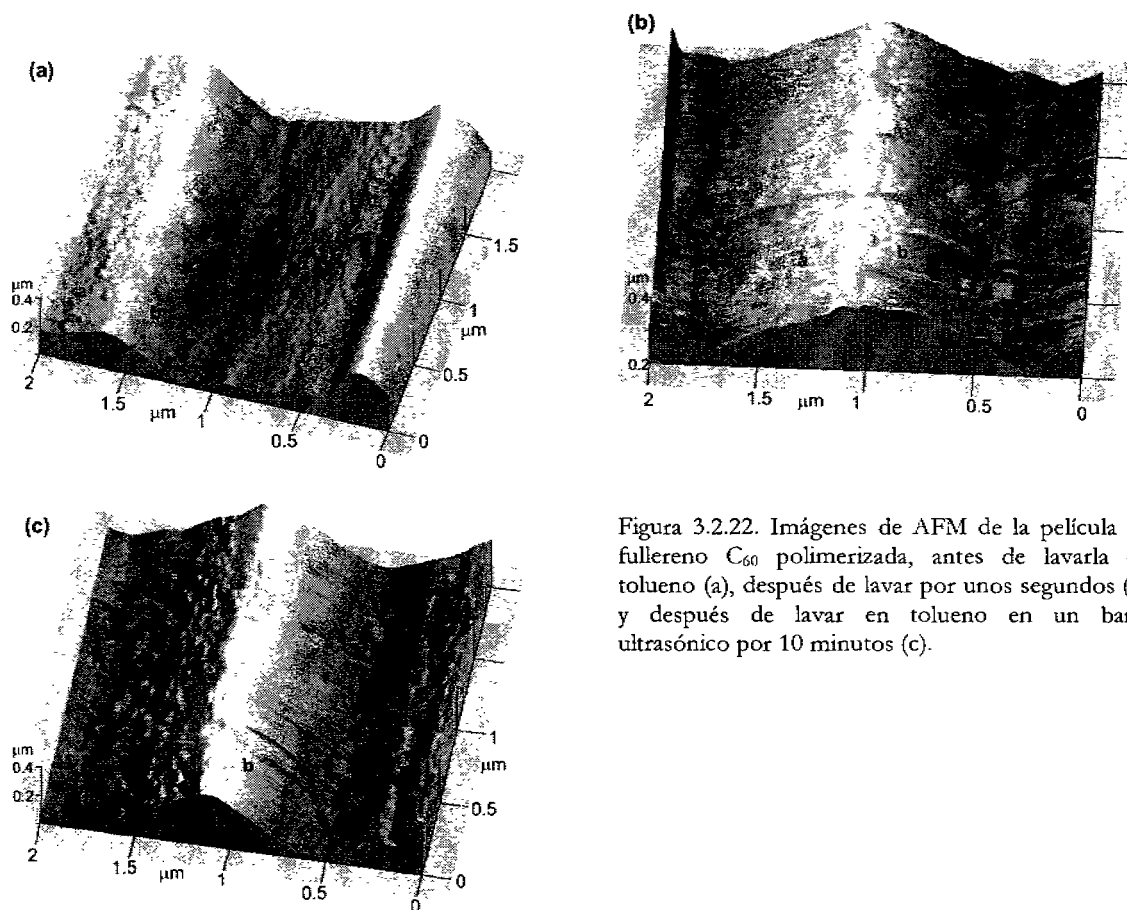 (a)
μm
0.4
0.2
2
1.5
μm
1
0.5
0
0
0.5
1
μm
1.5
(b)
a
b
μm
0.4
0.2
2
1.5
μm
1
0.5
0
(c)
b
μm
0.4
0.2
2
1.5
μm
1
0.5
0
0
0.5
μm
1
Figura 3.2.22. Imágenes de AFM de la película
fullereno C₆₀ polimerizada, antes de lavarla
tolueno (a), después de lavar por unos segundos (
y después de lavar en tolueno en un bar
ultrasónico por 10 minutos (c).